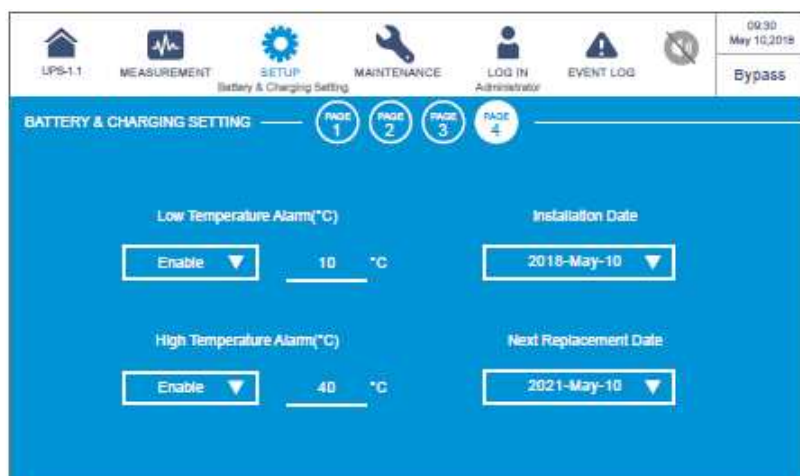 09:30
May 10,2018
UPS-1.1
MEASUREMENT
SETUP
Battery & Charging Setting
MAINTENANCE
LOG IN
Administrator
EVENT LOG
Bypass
BATTERY & CHARGING SETTING
PAGE 1
PAGE 2
PAGE 3
PAGE 4
Low Temperature Alarm(°C)
Installation Date
Enable
10 °C
2018-May-10
High Temperature Alarm(°C)
Next Replacement Date
Enable
40 °C
2021-May-10